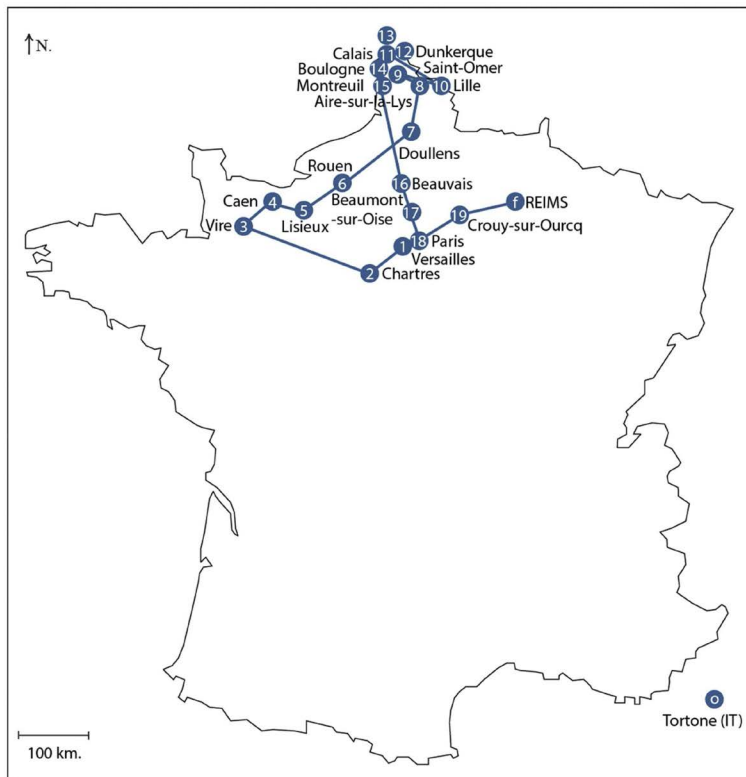 ↑N.
13
Calais 11 12 Dunkerque
Boulogne 14 9 Saint-Omer
Montreuil 15 8 10 Lille
Aire-sur-la-Lys
7
Doullens
Rouen
6 16 Beauvais
Caen
4 5 Beaumont
-sur-Oise
17
Lisieux
Vire 3
19 f REIMS
Crouy-sur-Ourcq
1 18 Paris
Versailles
2 Chartres
o
Tortone (IT)
100 km.